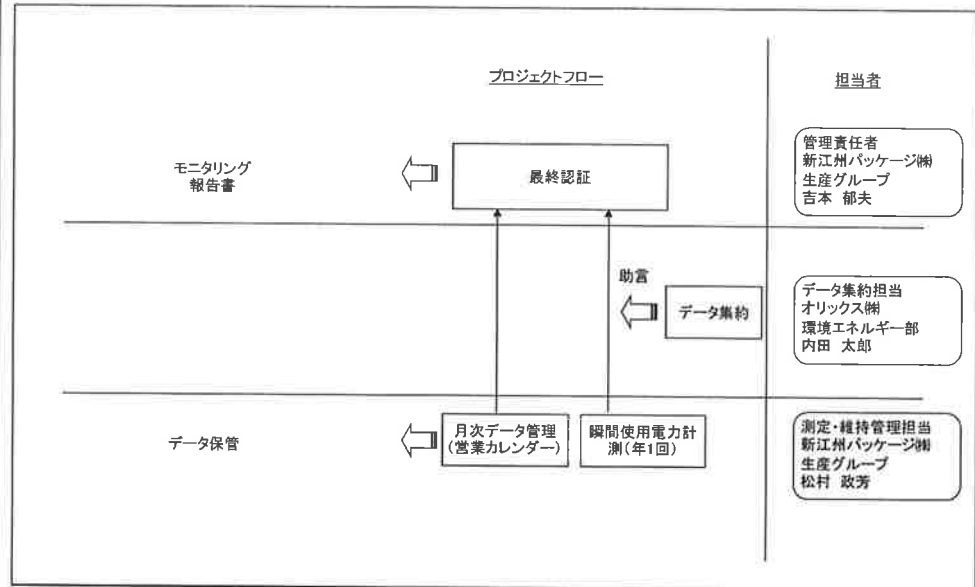 プロジェクトフロー
担当者
モニタリング
報告書
最終認証
管理責任者
新江州パッケージ㈱
生産グループ
吉本 郁夫
助言
データ集約
データ集約担当
オリックス㈱
環境エネルギー部
内田 太郎
データ保管
月次データ管理
(営業カレンダー)
瞬間使用電力計
測(年1回)
測定・維持管理担当
新江州パッケージ㈱
生産グループ
松村 政芳